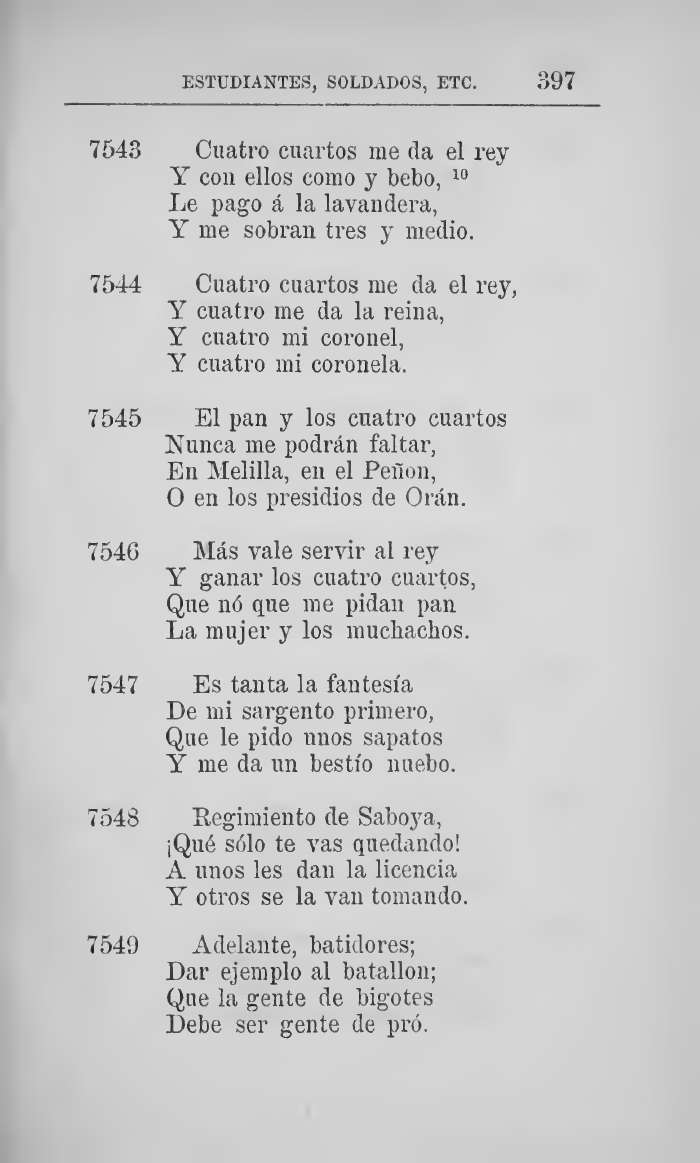 ESTUDIANTES, SOLDADOS, ETC. 397
7543 Cuatro cuartos me da el rey
Y con ellos como y bebo, ¹⁰
Le pago á la lavandera,
Y me sobran tres y medio.
7544 Cuatro cuartos me da el rey,
Y cuatro me da la reina,
Y cuatro mi coronel,
Y cuatro mi coronela.
7545 El pan y los cuatro cuartos
Nunca me podrán faltar,
En Melilla, en el Peñon,
O en los presidios de Orán.
7546 Más vale servir al rey
Y ganar los cuatro cuartos,
Que nó que me pidan pan
La mujer y los muchachos.
7547 Es tanta la fantesía
De mi sargento primero,
Que le pido unos sapatos
Y me da un bestío nuebo.
7548 Regimiento de Saboya,
¡Qué sólo te vas quedando!
A unos les dan la licencia
Y otros se la van tomando.
7549 Adelante, batidores;
Dar ejemplo al batallon;
Que la gente de bigotes
Debe ser gente de pró.